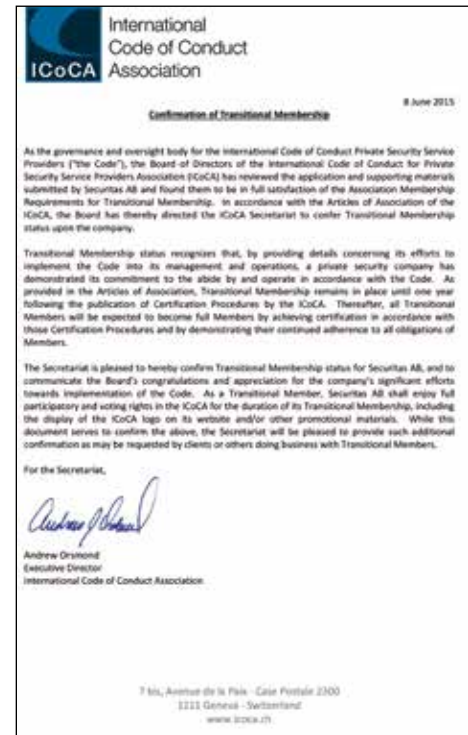 ICoCA
International
Code of Conduct
Association
8 June 2015
Confirmation of Transitional Membership
As the governance and oversight body for the International Code of Conduct Private Security Service
Providers ("the Code"), the Board of Directors of the International Code of Conduct for Private
Security Service Providers Association (ICoCA) has reviewed the application and supporting materials
submitted by Securitas AB and found them to be in full satisfaction of the Association Membership
Requirements for Transitional Membership. In accordance with the Articles of Association of the
ICoCA, the Board has thereby directed the ICoCA Secretariat to confer Transitional Membership
status upon the company.
Transitional Membership status recognizes that, by providing details concerning its efforts to
implement the Code into its management and operations, a private security company has
demonstrated its commitment to the abide by and operate in accordance with the Code. As
provided in the Articles of Association, Transitional Membership remains in place until one year
following the publication of Certification Procedures by the ICoCA. Thereafter, all Transitional
Members will be expected to become full Members by achieving certification in accordance with
those Certification Procedures and by demonstrating their continued adherence to all obligations of
Members.
The Secretariat is pleased to hereby confirm Transitional Membership status for Securitas AB, and to
communicate the Board's congratulations and appreciation for the company's significant efforts
towards implementation of the Code. As a Transitional Member, Securitas AB shall enjoy full
participatory and voting rights in the ICoCA for the duration of its Transitional Membership, including
the display of the ICoCA logo on its website and/or other promotional materials. While this
document serves to confirm the above, the Secretariat will be pleased to provide such additional
confirmation as may be requested by clients or others doing business with Transitional Members.
For the Secretariat,
Andrew Orsmond
Executive Director
International Code of Conduct Association
7 bis, Avenue de la Paix - Case Postale 2300
1211 Geneva - Switzerland
www.icoca.ch